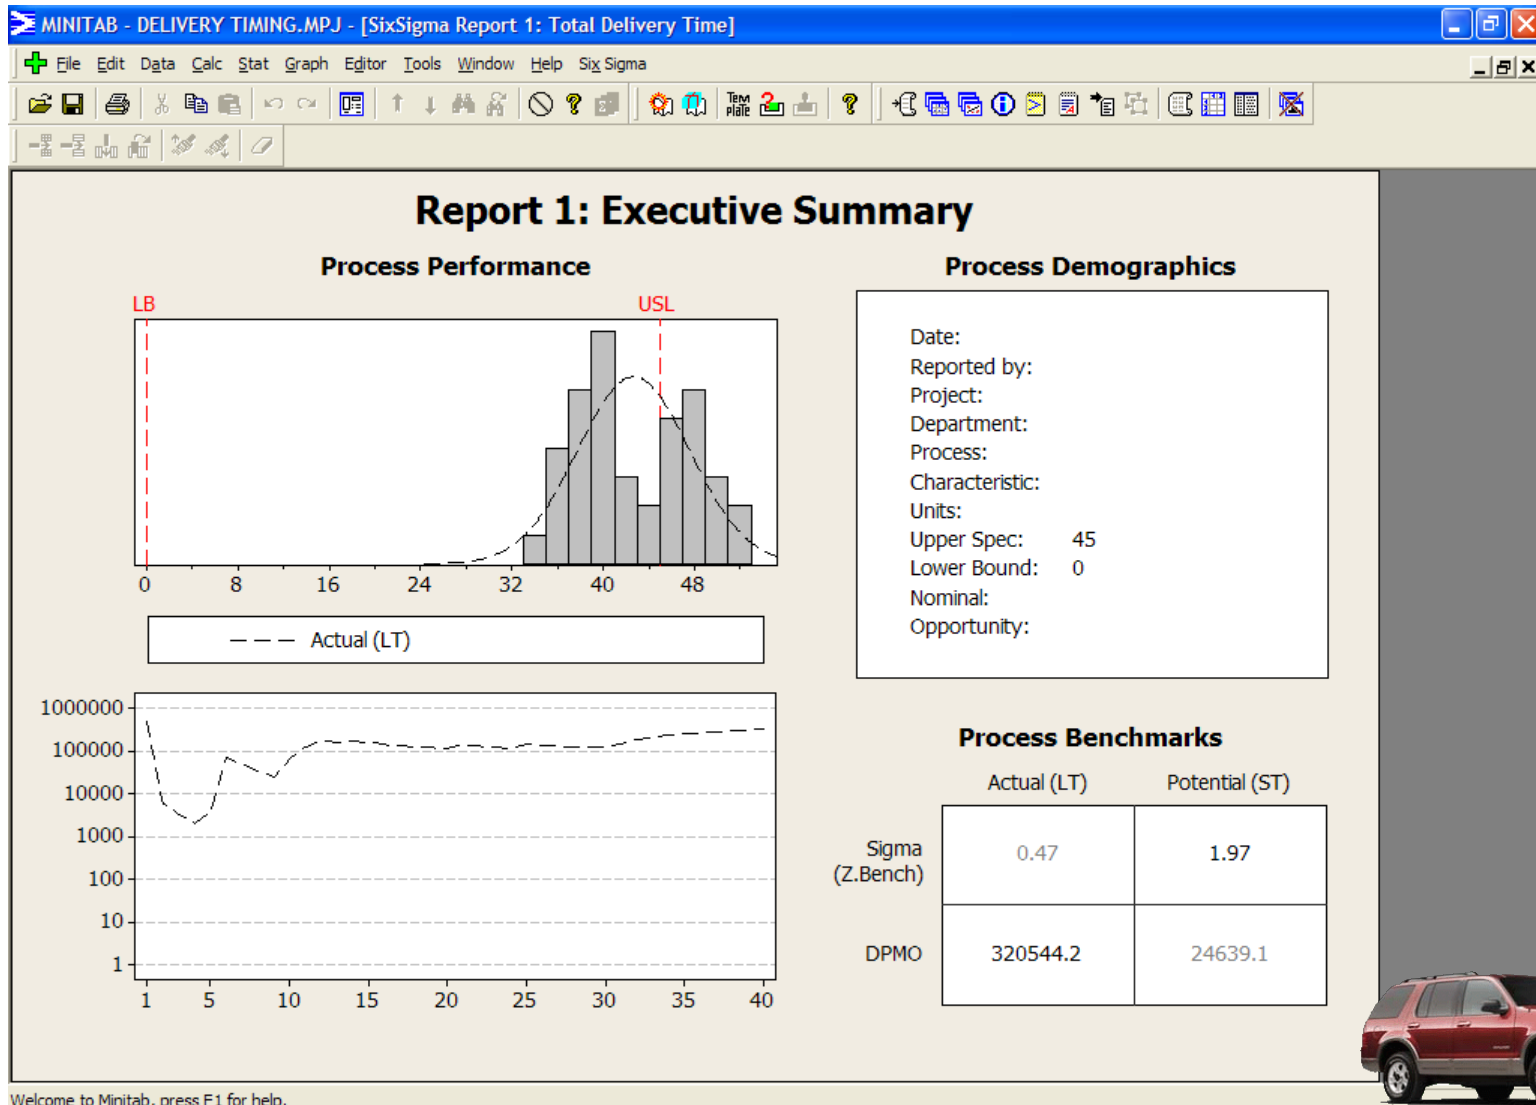 MINITAB - DELIVERY TIMING.MPJ - [SixSigma Report 1: Total Delivery Time]
File Edit Data Calc Stat Graph Editor Tools Window Help Six Sigma
Tem
plate
Report 1: Executive Summary
Process Performance
LB
USL
0 8 16 24 32 40 48
Actual (LT)
1000000
100000
10000
1000
100
10
1
1 5 10 15 20 25 30 35 40
Process Demographics
Date:
Reported by:
Project:
Department:
Process:
Characteristic:
Units:
Upper Spec: 45
Lower Bound: 0
Nominal:
Opportunity:
Process Benchmarks
Actual (LT) Potential (ST)
Sigma
(Z.Bench)
0.47 1.97
DPMO 320544.2 24639.1
Welcome to Minitab, press F1 for help.